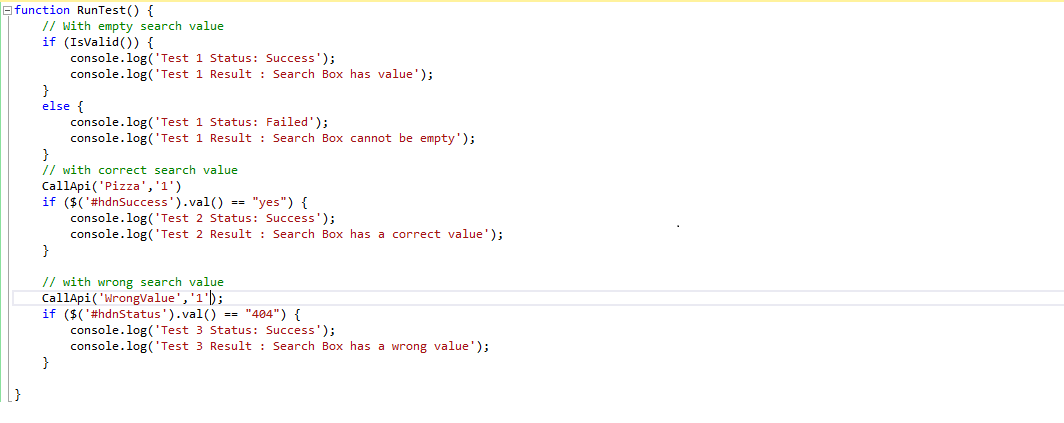 function RunTest() {
    // With empty search value
    if (IsValid()) {
        console.log('Test 1 Status: Success');
        console.log('Test 1 Result : Search Box has value');
    }
    else {
        console.log('Test 1 Status: Failed');
        console.log('Test 1 Result : Search Box cannot be empty');
    }
    // with correct search value
    CallApi('Pizza','1')
    if ($('#hdnSuccess').val() == "yes") {
        console.log('Test 2 Status: Success');
        console.log('Test 2 Result : Search Box has a correct value');
    }
    // with wrong search value
    CallApi('WrongValue','1');
    if ($('#hdnStatus').val() == "404") {
        console.log('Test 3 Status: Success');
        console.log('Test 3 Result : Search Box has a wrong value');
    }
}